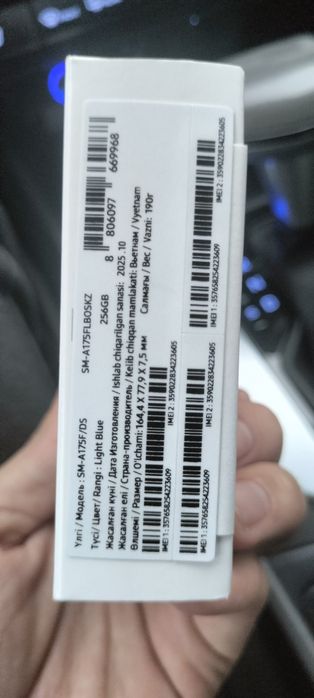 Үлгі / Модель : SM-A175F/DS
SM-A175FLBOSKZ
Түсі / Цвет / Rangi : Light Blue
256GB
8 806097 669968
Жасалған күні / Дата Изготовления / Ishlab chiqarilgan sanasi: 2025.10
Жасалған елі / Страна-производитель / Kelib chiqqan mamlakati: Вьетнам / Vyetnam
Өлшемі / Размер / O'lchami: 164,4 X 77,9 X 7,5 мм
Салмағы / Вес / Vazni: 190г
IMEI 1 : 357658254223609
IMEI 2 : 359022834223605
IMEI 1 : 357658254223609
IMEI 2 : 359022834223605
IMEI 1 : 357658254223609
IMEI 2 : 359022834223605